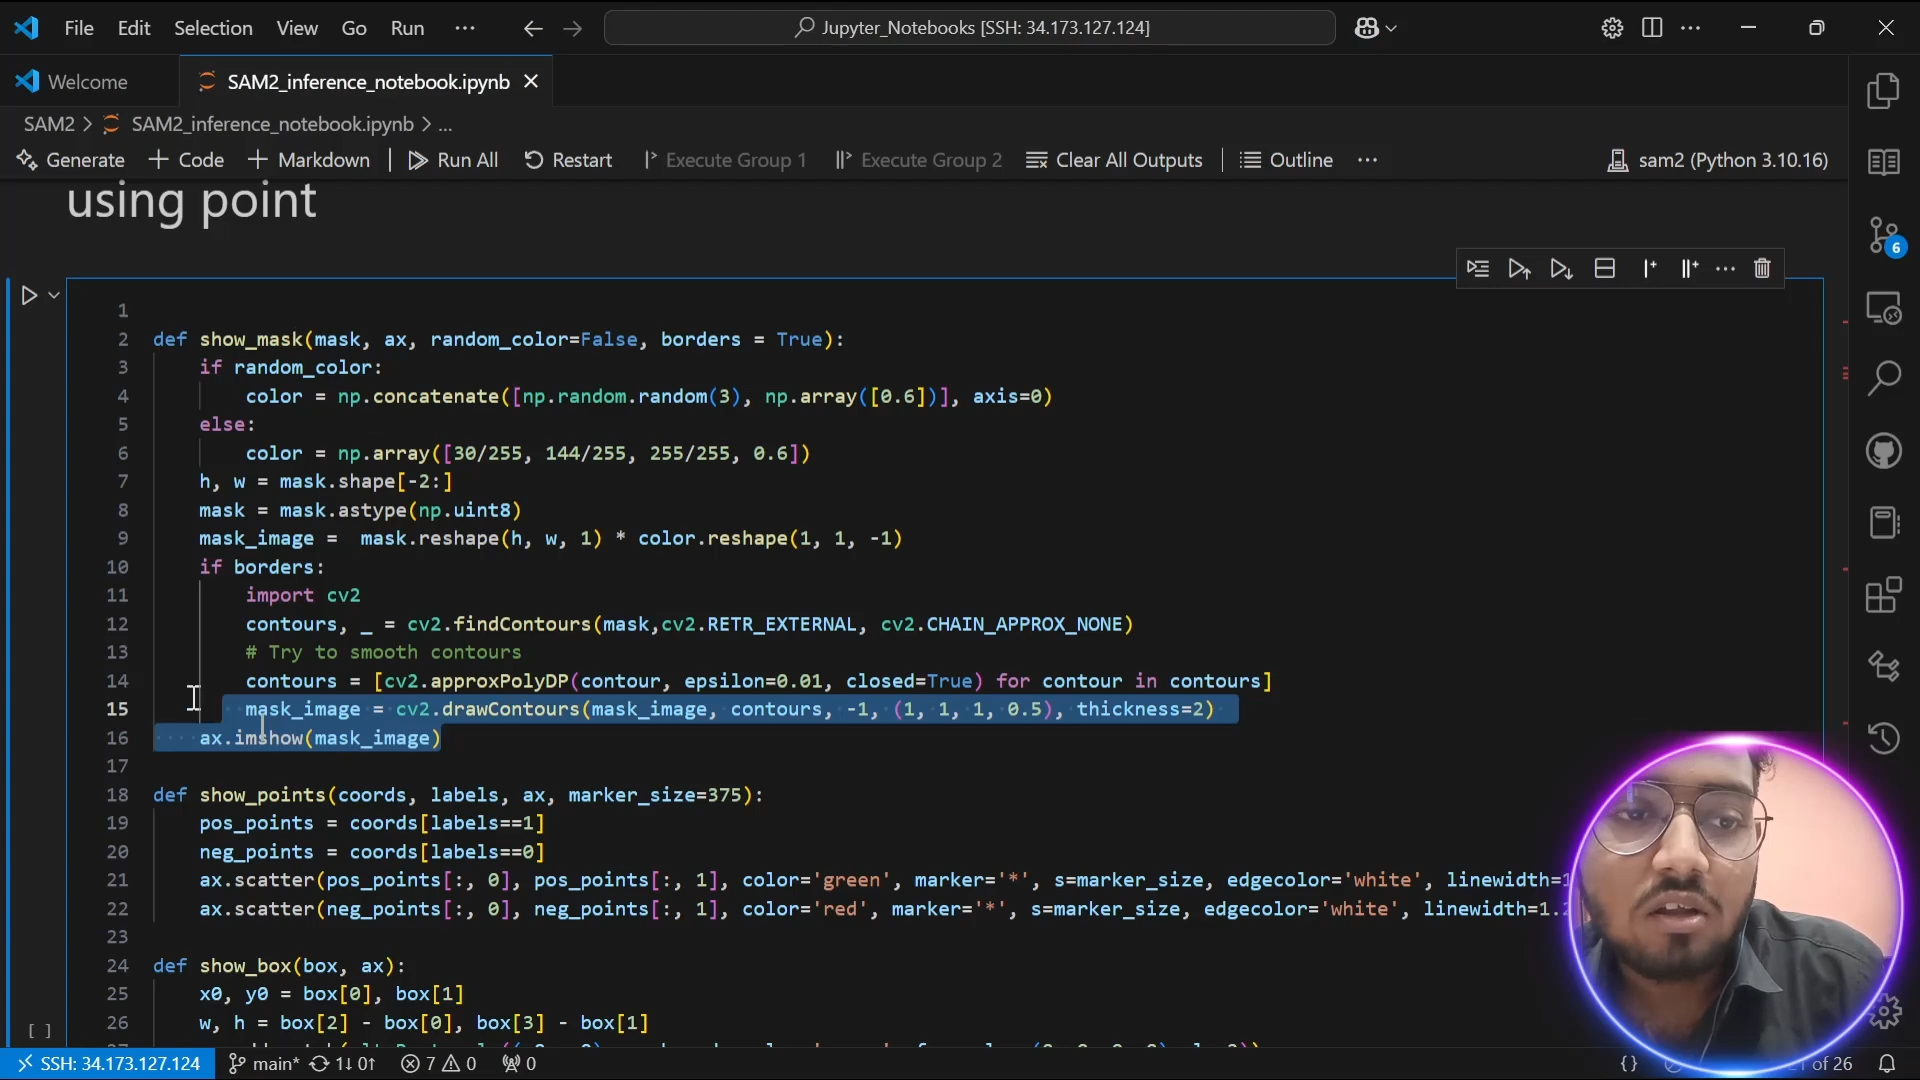 File Edit Selection View Go Run ··· Jupyter_Notebooks [SSH: 34.173.127.124]
Welcome SAM2_inference_notebook.ipynb
SAM2 > SAM2_inference_notebook.ipynb > ...
Generate + Code + Markdown | Run All Restart Execute Group 1 Execute Group 2 Clear All Outputs | Outline ··· sam2 (Python 3.10.16)
using point
1
2 def show_mask(mask, ax, random_color=False, borders = True):
3 if random_color:
4 color = np.concatenate([np.random.random(3), np.array([0.6])], axis=0)
5 else:
6 color = np.array([30/255, 144/255, 255/255, 0.6])
7 h, w = mask.shape[-2:]
8 mask = mask.astype(np.uint8)
9 mask_image =  mask.reshape(h, w, 1) * color.reshape(1, 1, -1)
10 if borders:
11 import cv2
12 contours, _ = cv2.findContours(mask,cv2.RETR_EXTERNAL, cv2.CHAIN_APPROX_NONE)
13 # Try to smooth contours
14 contours = [cv2.approxPolyDP(contour, epsilon=0.01, closed=True) for contour in contours]
15 mask_image = cv2.drawContours(mask_image, contours, -1, (1, 1, 1, 0.5), thickness=2)
16 ax.imshow(mask_image)
17
18 def show_points(coords, labels, ax, marker_size=375):
19 pos_points = coords[labels==1]
20 neg_points = coords[labels==0]
21 ax.scatter(pos_points[:, 0], pos_points[:, 1], color='green', marker='*', s=marker_size, edgecolor='white', linewidth=1
22 ax.scatter(neg_points[:, 0], neg_points[:, 1], color='red', marker='*', s=marker_size, edgecolor='white', linewidth=1.2
23
24 def show_box(box, ax):
25 x0, y0 = box[0], box[1]
26 w, h = box[2] - box[0], box[3] - box[1]
[ ]
6
SSH: 34.173.127.124 main* 1↓ 0↑ 7 0 0 {} of 26